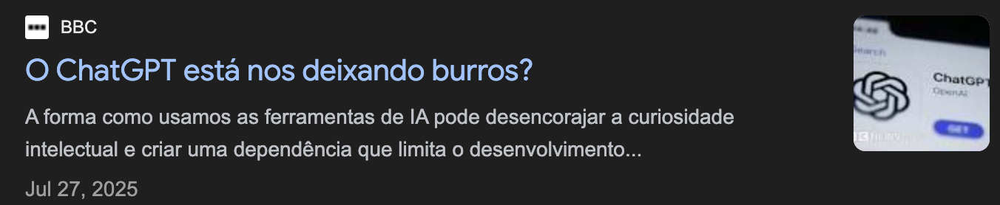 BBC
O ChatGPT está nos deixando burros?
A forma como usamos as ferramentas de IA pode desencorajar a curiosidade
intelectual e criar uma dependência que limita o desenvolvimento...
Jul 27, 2025
ChatGPT
OpenAI
GET